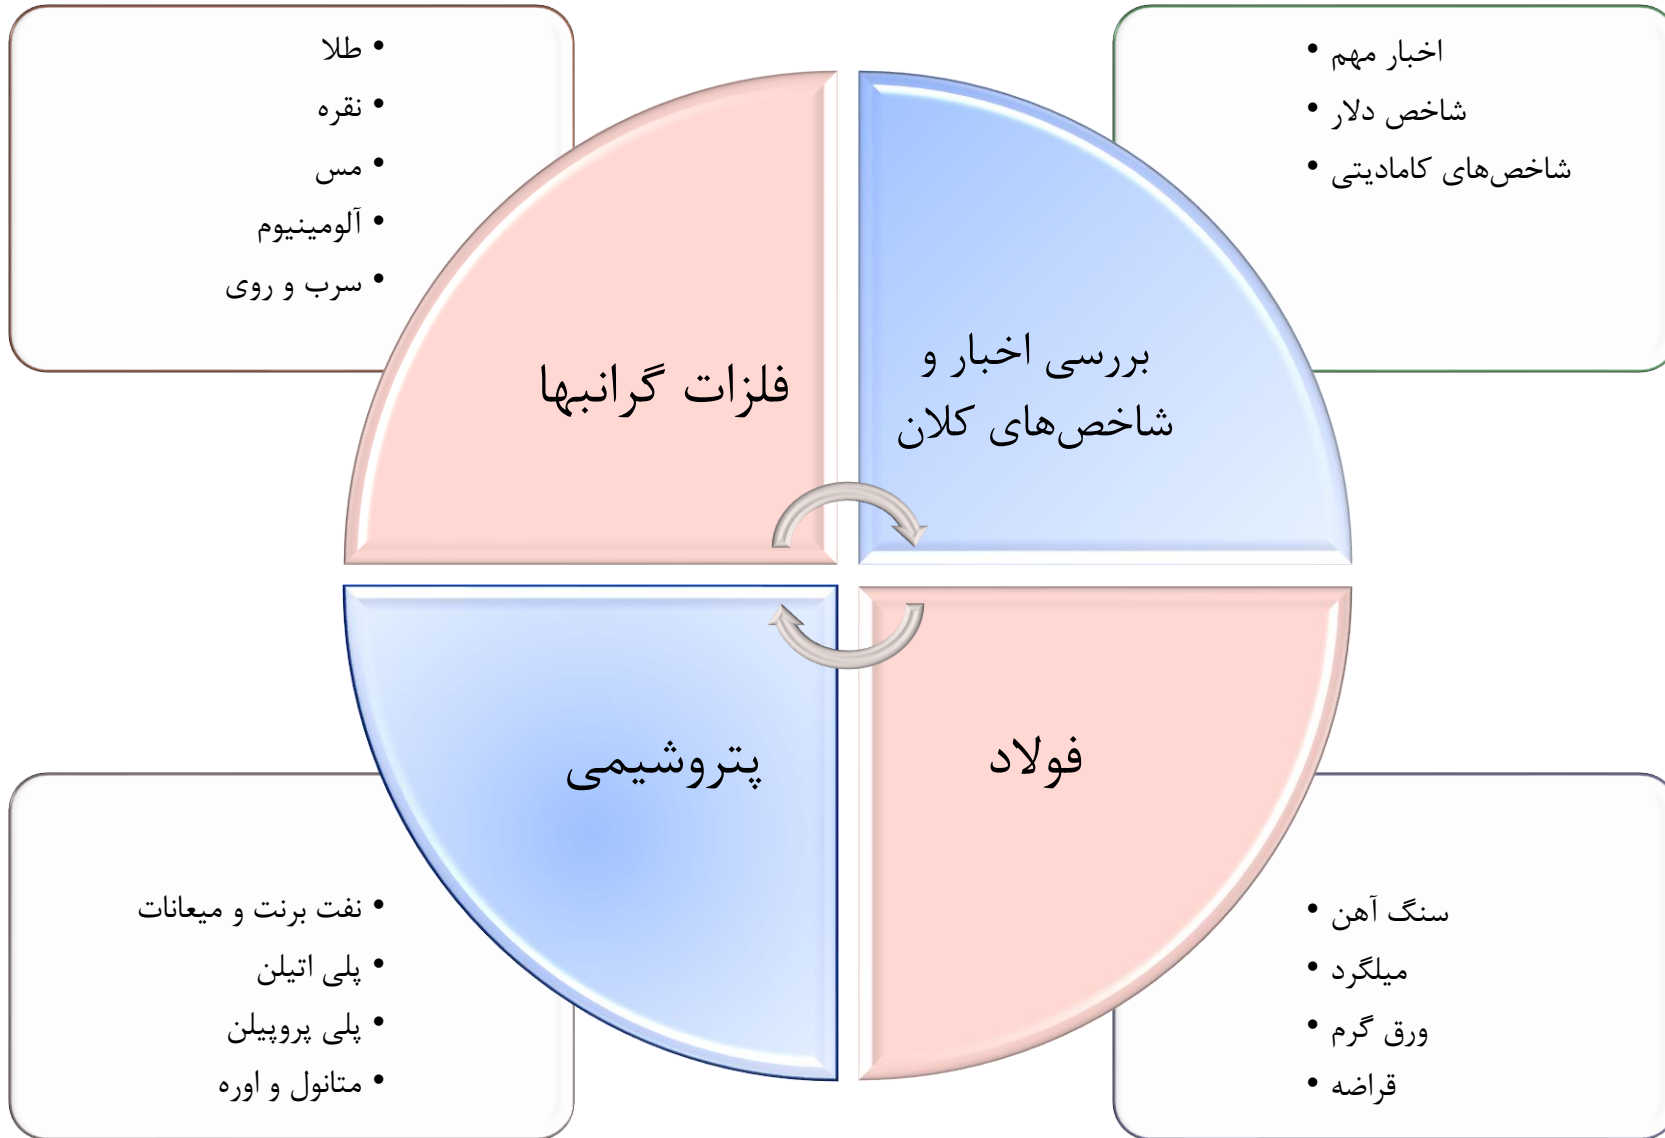 اخبار مهم
شاخص دلار
شاخص‌های کامادیتی
بررسی اخبار و
شاخص‌های کلان
طلا
نقره
مس
آلومینیوم
سرب و روی
فلزات گرانبها
فولاد
سنگ آهن
میلگرد
ورق گرم
قراضه
پتروشیمی
نفت برنت و میعانات
پلی اتیلن
پلی پروپیلن
متانول و اوره